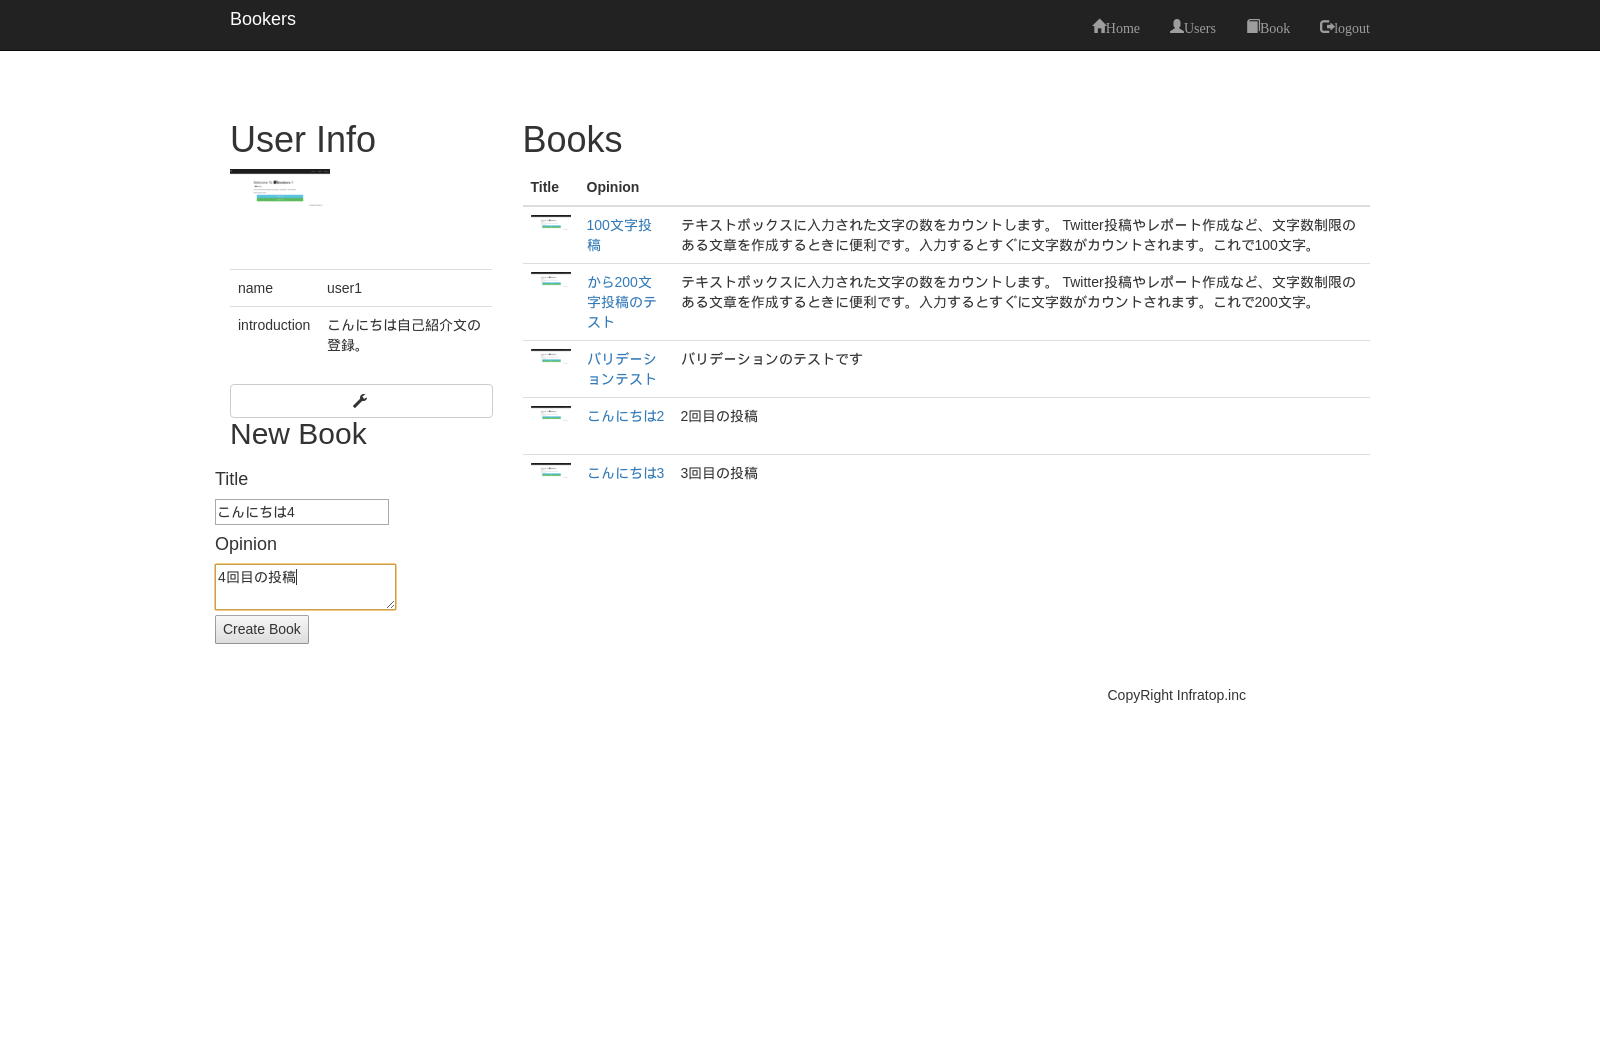 Bookers
Home Users Book logout
User Info
name user1
introduction こんにちは自己紹介文の
登録。
New Book
Title
こんにちは4
Opinion
4回目の投稿
Create Book
Books
Title Opinion
100文字投 テキストボックスに入力された文字の数をカウントします。 Twitter投稿やレポート作成など、文字数制限の
稿 ある文章を作成するときに便利です。入力するとすぐに文字数がカウントされます。これで100文字。
から200文 テキストボックスに入力された文字の数をカウントします。 Twitter投稿やレポート作成など、文字数制限の
字投稿のテ ある文章を作成するときに便利です。入力するとすぐに文字数がカウントされます。これで200文字。
スト
バリデーシ バリデーションのテストです
ョンテスト
こんにちは2 2回目の投稿
こんにちは3 3回目の投稿
CopyRight Infratop.inc